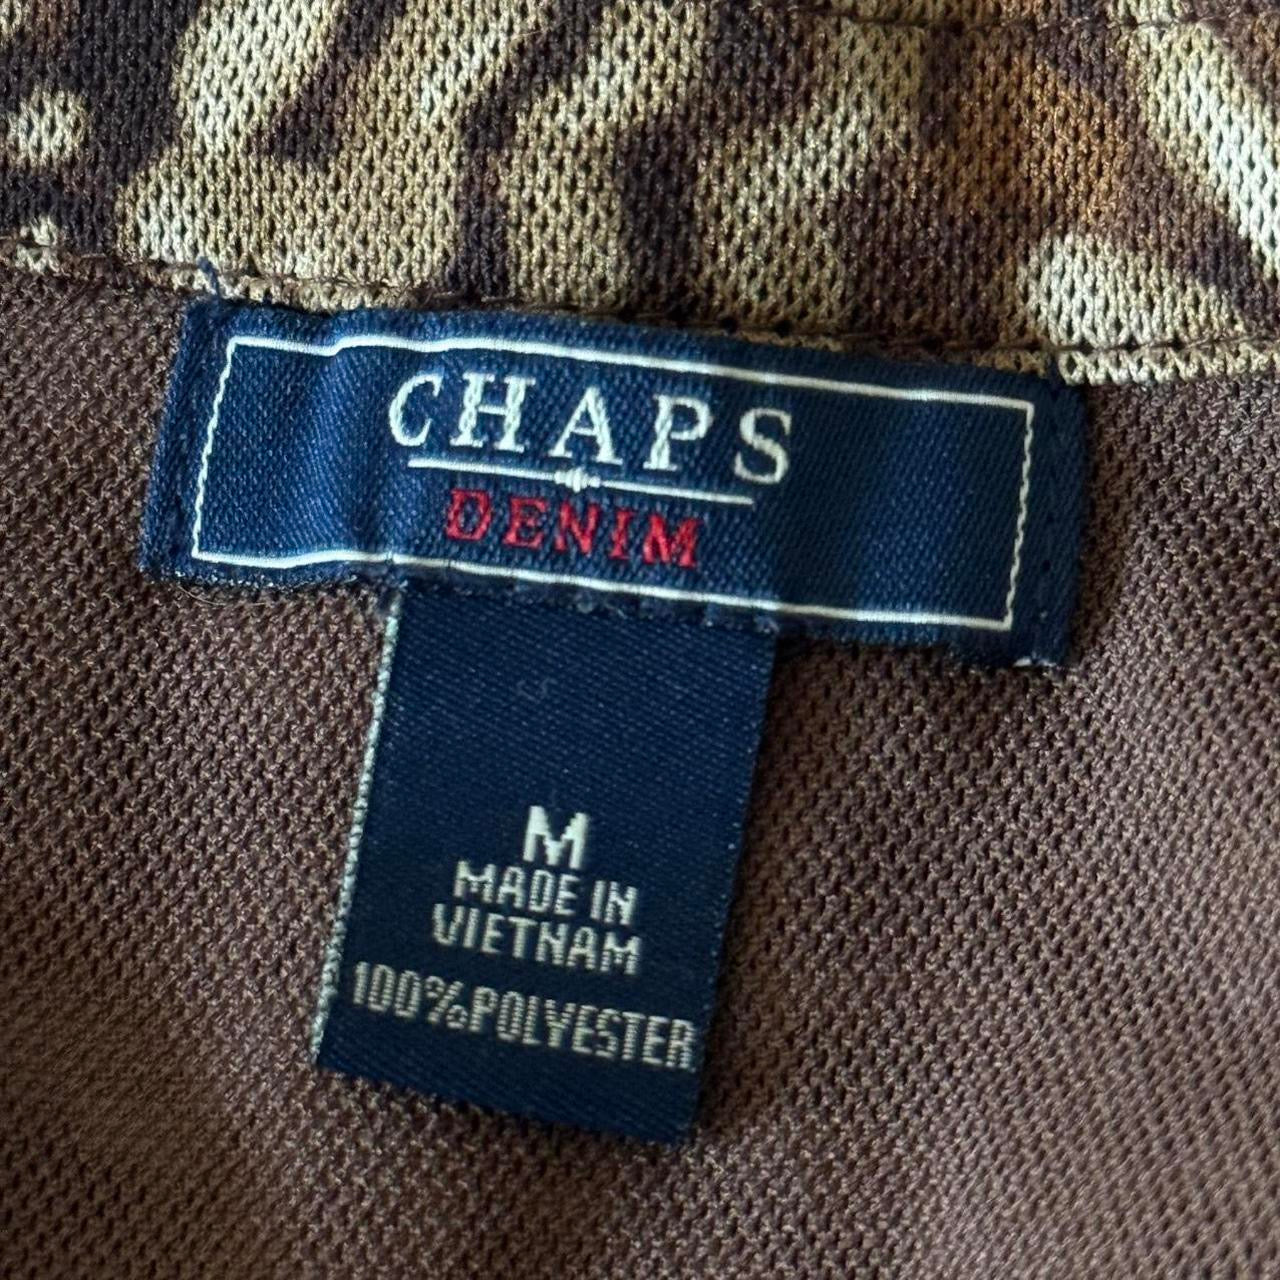 CHAPS
DENIM
M
MADE IN
VIETNAM
100%POLYESTER